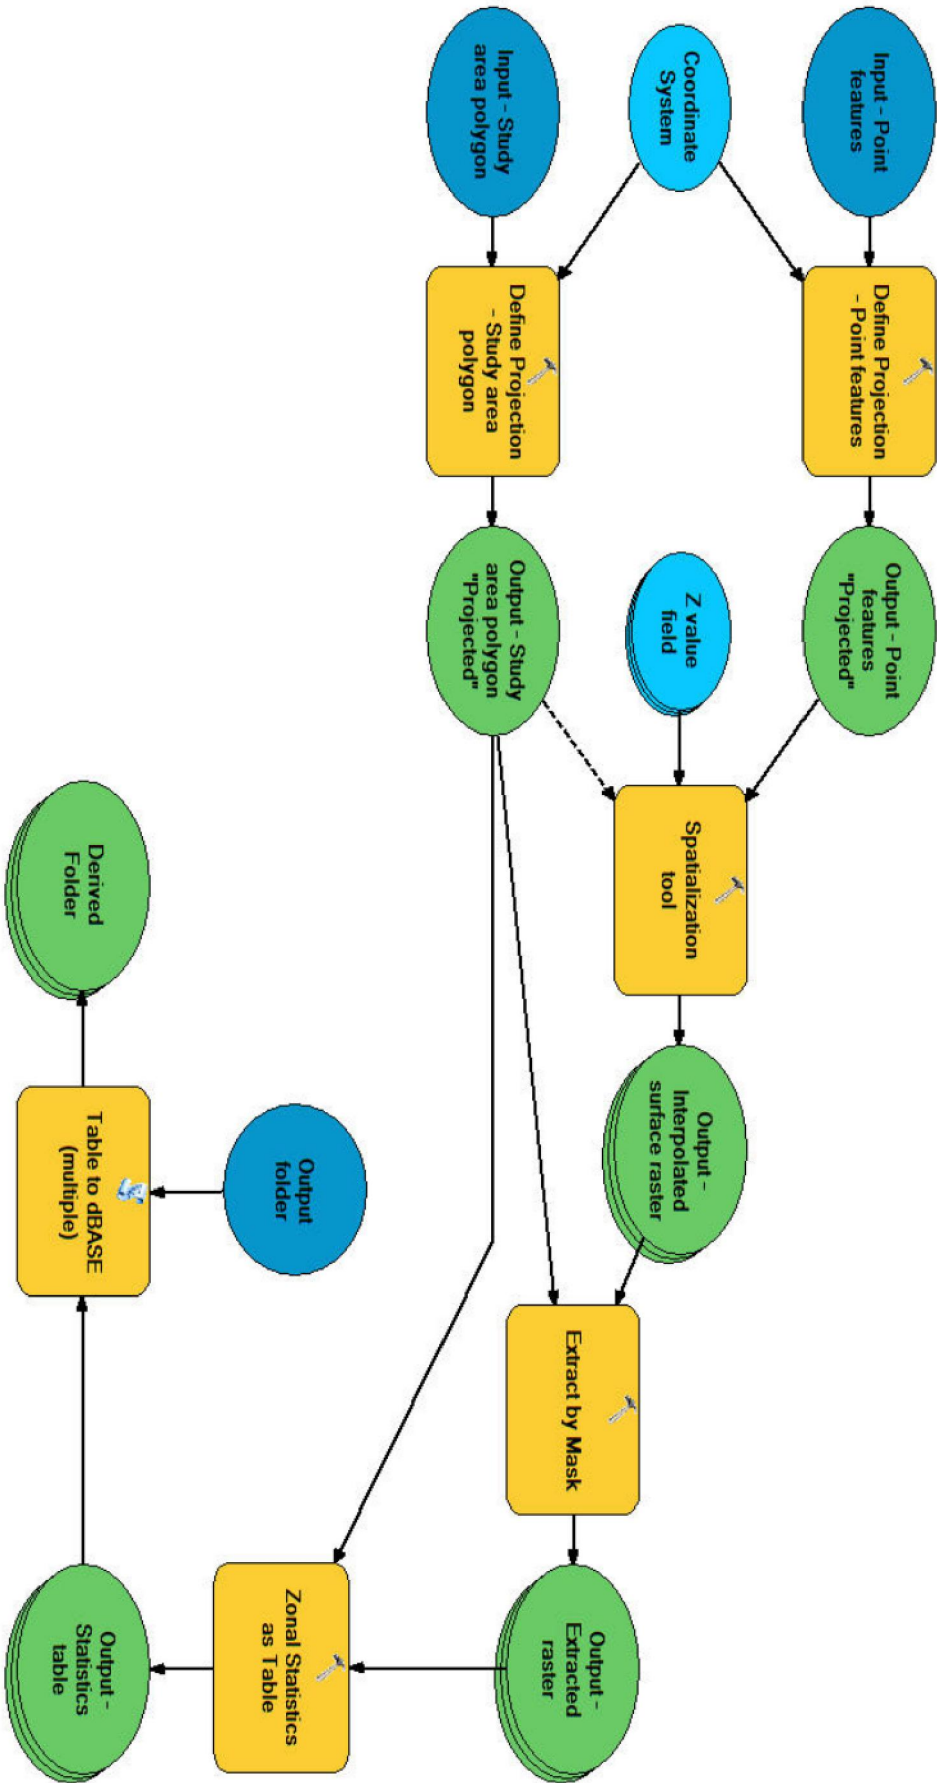 Input - Point
features
Define Projection
- Point features
Output - Point
features
"Projected"
Coordinate
System
Z value
field
Spatialization
tool
Output -
Interpolated
surface raster
Input - Study
area polygon
Define Projection
- Study area
polygon
Output - Study
area polygon
"Projected"
Extract by Mask
Output -
Extracted
raster
Output
folder
Zonal Statistics
as Table
Derived
Folder
Table to dBASE
(multiple)
Output -
Statistics
table